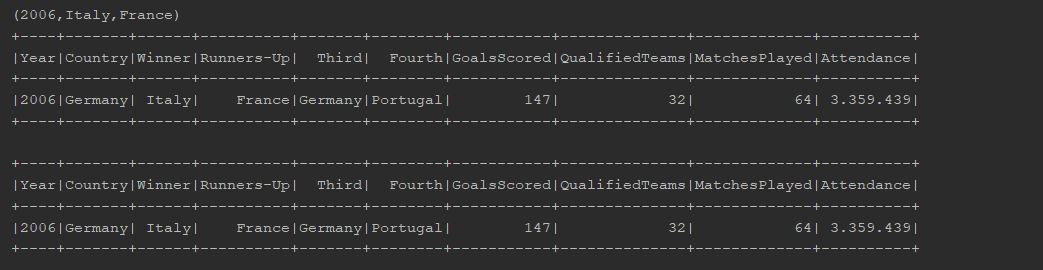 (2006,Italy,France)
+----+-------+------+----------+-------+--------+-----------+--------------+-------------+----------+
|Year|Country|Winner|Runners-Up|  Third|  Fourth|GoalsScored|QualifiedTeams|MatchesPlayed|Attendance|
+----+-------+------+----------+-------+--------+-----------+--------------+-------------+----------+
|2006|Germany| Italy|    France|Germany|Portugal|        147|            32|           64| 3.359.439|
+----+-------+------+----------+-------+--------+-----------+--------------+-------------+----------+
+----+-------+------+----------+-------+--------+-----------+--------------+-------------+----------+
|Year|Country|Winner|Runners-Up|  Third|  Fourth|GoalsScored|QualifiedTeams|MatchesPlayed|Attendance|
+----+-------+------+----------+-------+--------+-----------+--------------+-------------+----------+
|2006|Germany| Italy|    France|Germany|Portugal|        147|            32|           64| 3.359.439|
+----+-------+------+----------+-------+--------+-----------+--------------+-------------+----------+